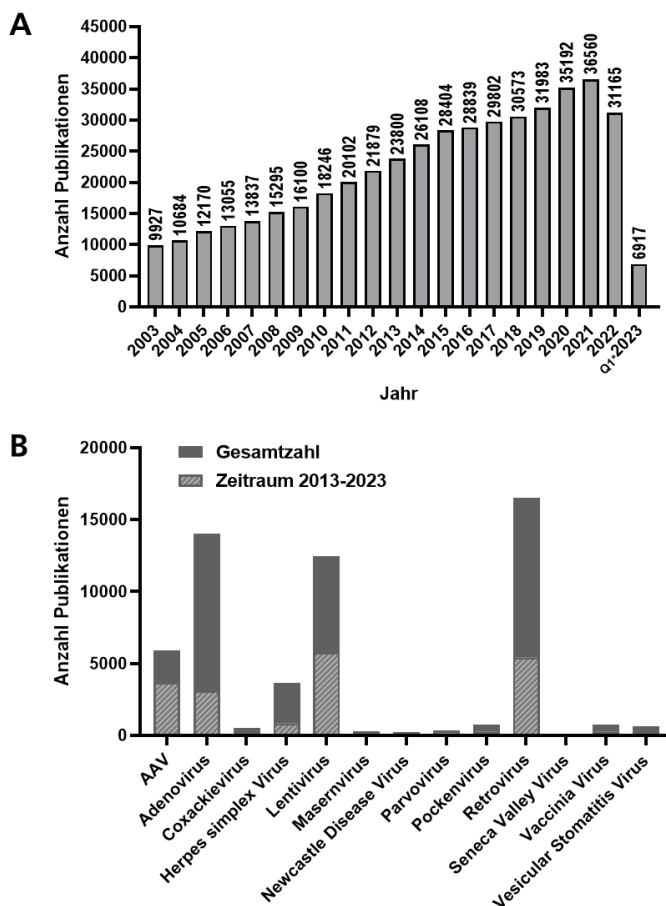 A
Anzahl Publikationen
45000
40000
35000
30000
25000
20000
15000
10000
5000
0
9927
10684
12170
13055
13837
15295
16100
18246
20102
21879
23800
26108
28404
28839
29802
30573
31983
35192
36560
31165
6917
2003
2004
2005
2006
2007
2008
2009
2010
2011
2012
2013
2014
2015
2016
2017
2018
2019
2020
2021
2022
Q1*2023
Jahr
B
Anzahl Publikationen
20000
15000
10000
5000
0
Gesamtzahl
Zeitraum 2013-2023
AAV
Adenovirus
Coxackievirus
Herpes simplex Virus
Lentivirus
Masernvirus
Newcastle Disease Virus
Parvovirus
Pockenvirus
Retrovirus
Seneca Valley Virus
Vaccinia Virus
Vesicular Stomatitis Virus